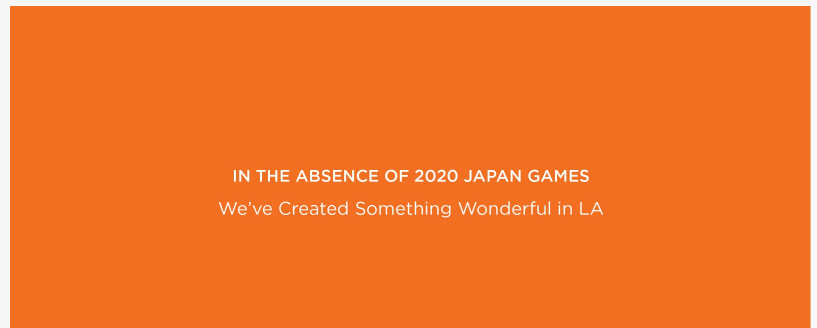 IN THE ABSENCE OF 2020 JAPAN GAMES
We’ve Created Something Wonderful in LA